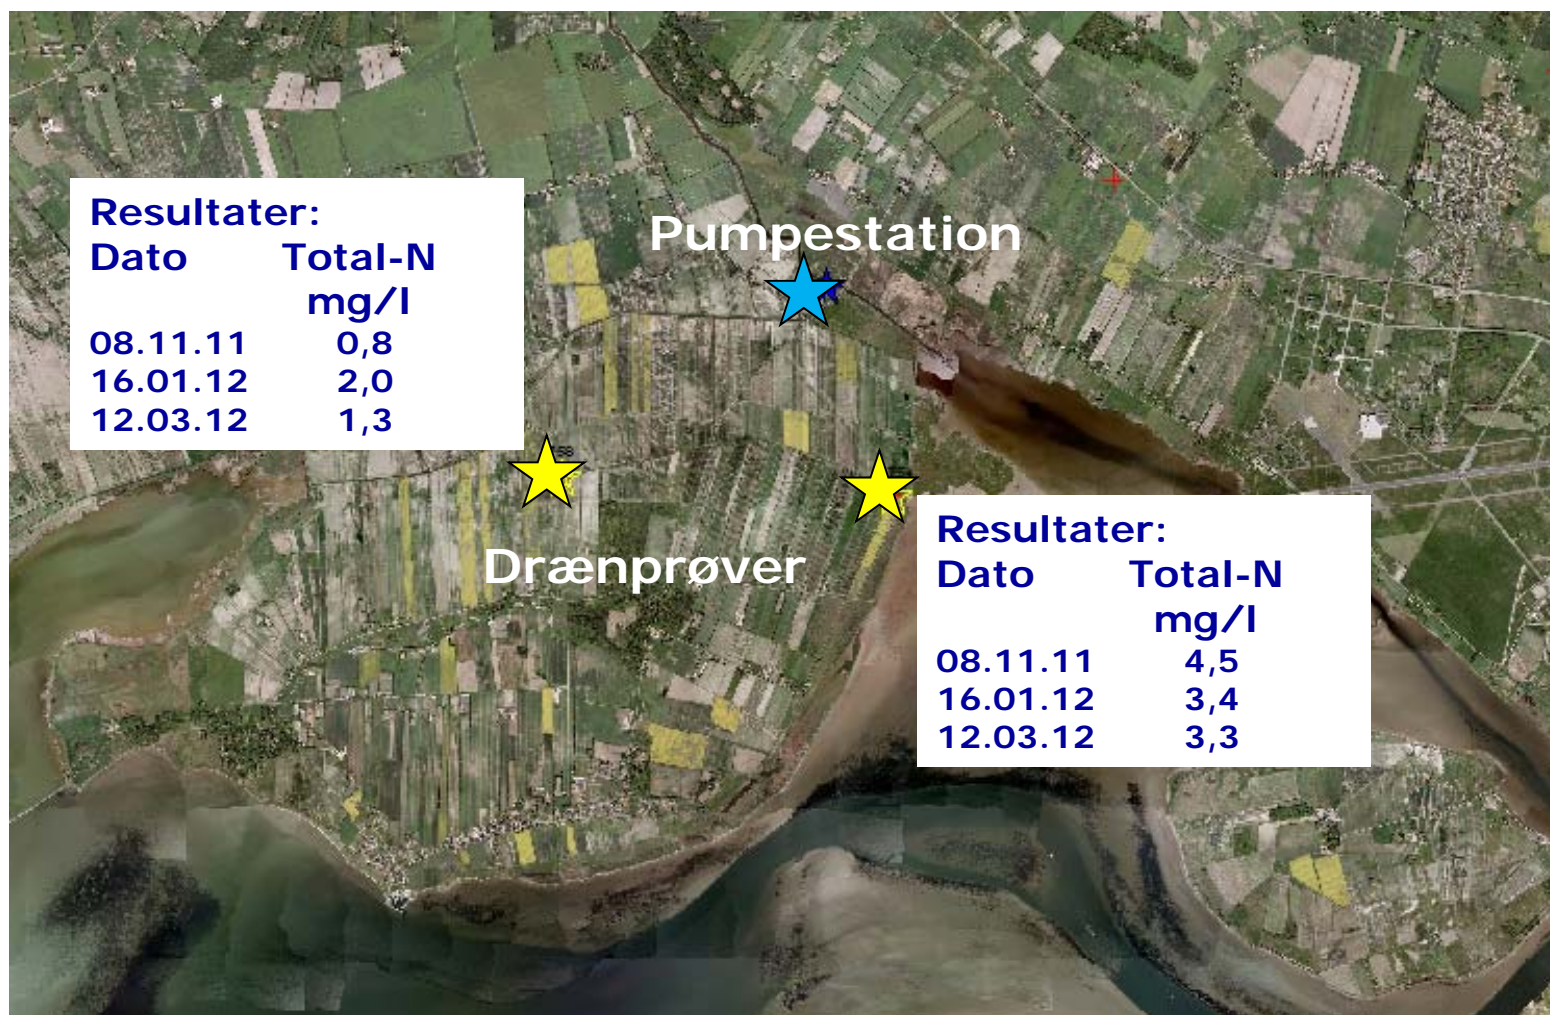 Resultater:
Dato Total-N
mg/l
08.11.11 0,8
16.01.12 2,0
12.03.12 1,3
Pumpestation
Drænprøver
Resultater:
Dato Total-N
mg/l
08.11.11 4,5
16.01.12 3,4
12.03.12 3,3